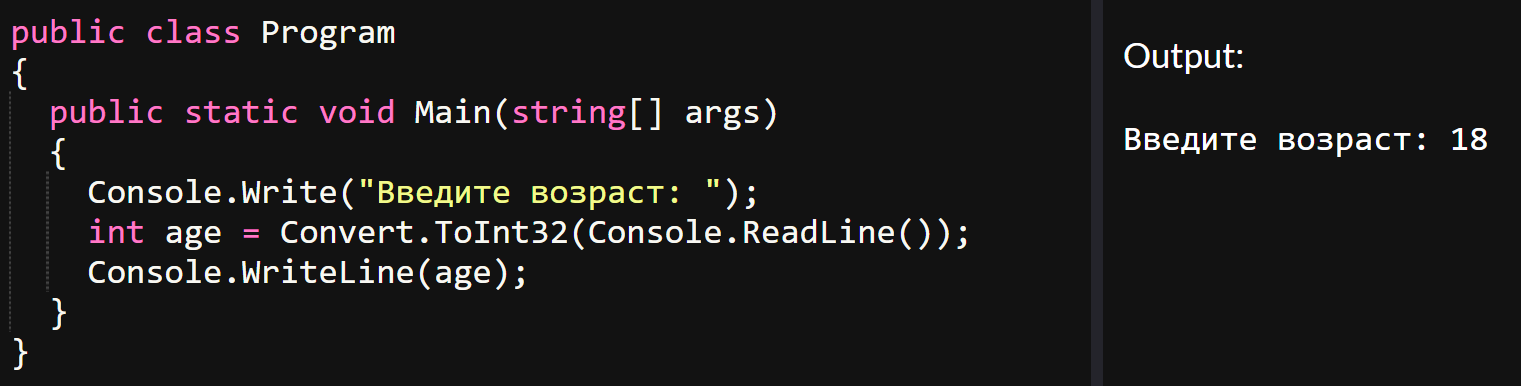 public class Program
{
public static void Main(string[] args)
{
Console.Write("Введите возраст: ");
int age = Convert.ToInt32(Console.ReadLine());
Console.WriteLine(age);
}
}
Output:
Введите возраст: 18